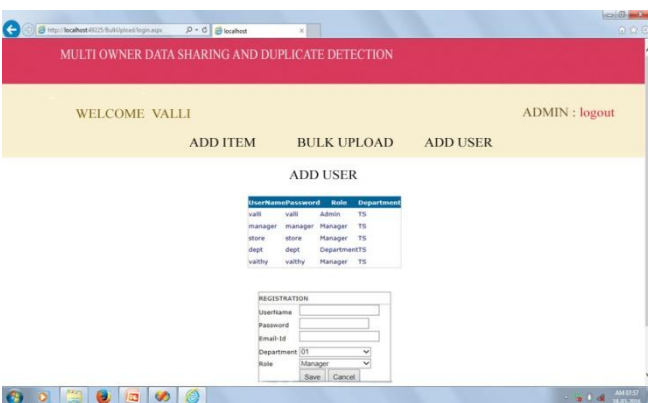 http://localhost:49225/BulkUpload/login.aspx
localhost
MULTI OWNER DATA SHARING AND DUPLICATE DETECTION
WELCOME VALLI
ADMIN : logout
ADD ITEM BULK UPLOAD ADD USER
ADD USER
UserName Password Role Department
valli valli Admin TS
manager manager Manager TS
store store Manager TS
dept dept Department TS
vaithy vaithy Manager TS
REGISTRATION
UserName
Password
Email-Id
Department 01
Role Manager
Save Cancel
AM 07:57